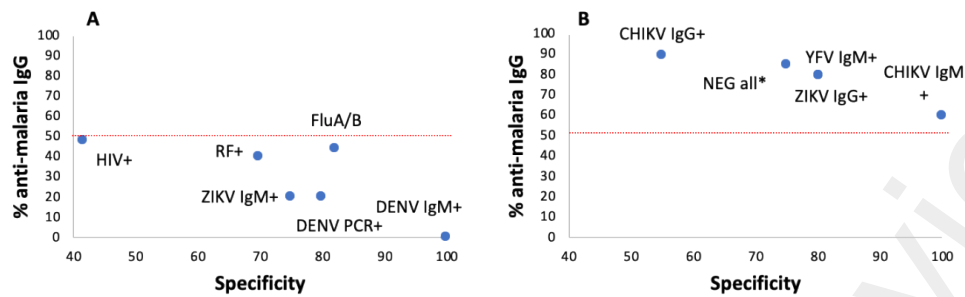 A
% anti-malaria IgG
100
90
80
70
60
50
40
30
20
10
0
FluA/B
HIV+
RF+
ZIKV IgM+
DENV IgM+
DENV PCR+
40
50
60
70
80
90
100
Specificity
B
% anti-malaria IgG
100
90
80
70
60
50
40
30
20
10
0
CHIKV IgG+
YFV IgM+
NEG all*
CHIKV IgM
+
ZIKV IgG+
40
50
60
70
80
90
100
Specificity